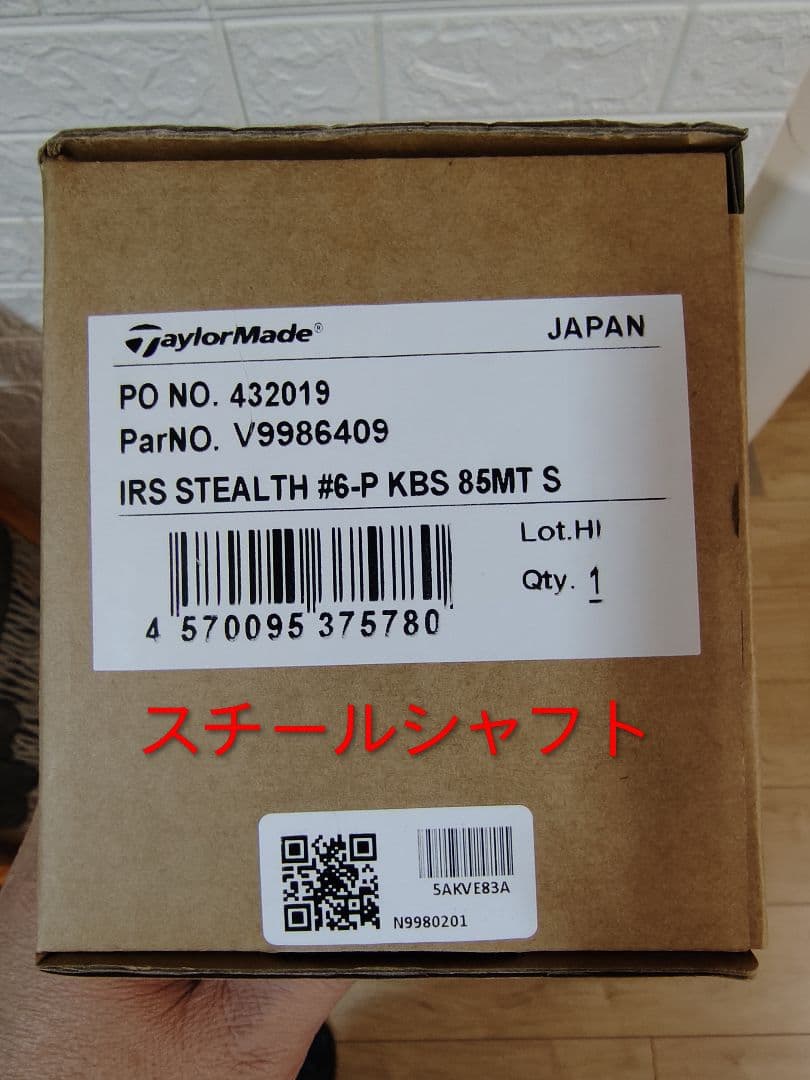 TaylorMade®
JAPAN
PO NO. 432019
ParNO. V9986409
IRS STEALTH #6-P KBS 85MT S
Lot.HI
Qty. 1
4 570095 375780
スチールシャフト
5AKVE83A
N9980201